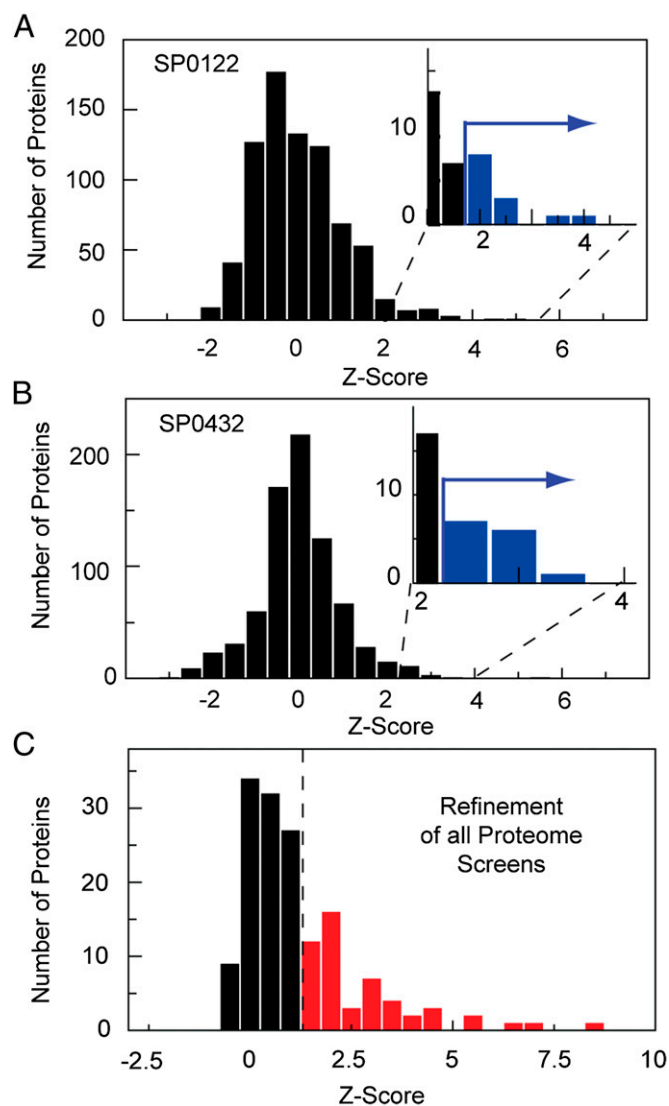 A
SP0122
Number of Proteins
200
150
100
50
0
-2
0
2
4
6
Z-Score
10
0
2
4
B
SP0432
Number of Proteins
200
100
0
-2
0
2
4
6
Z-Score
10
0
2
4
C
Refinement
of all Proteome
Screens
Number of Proteins
30
20
10
0
-2.5
0
2.5
5
7.5
10
Z-Score